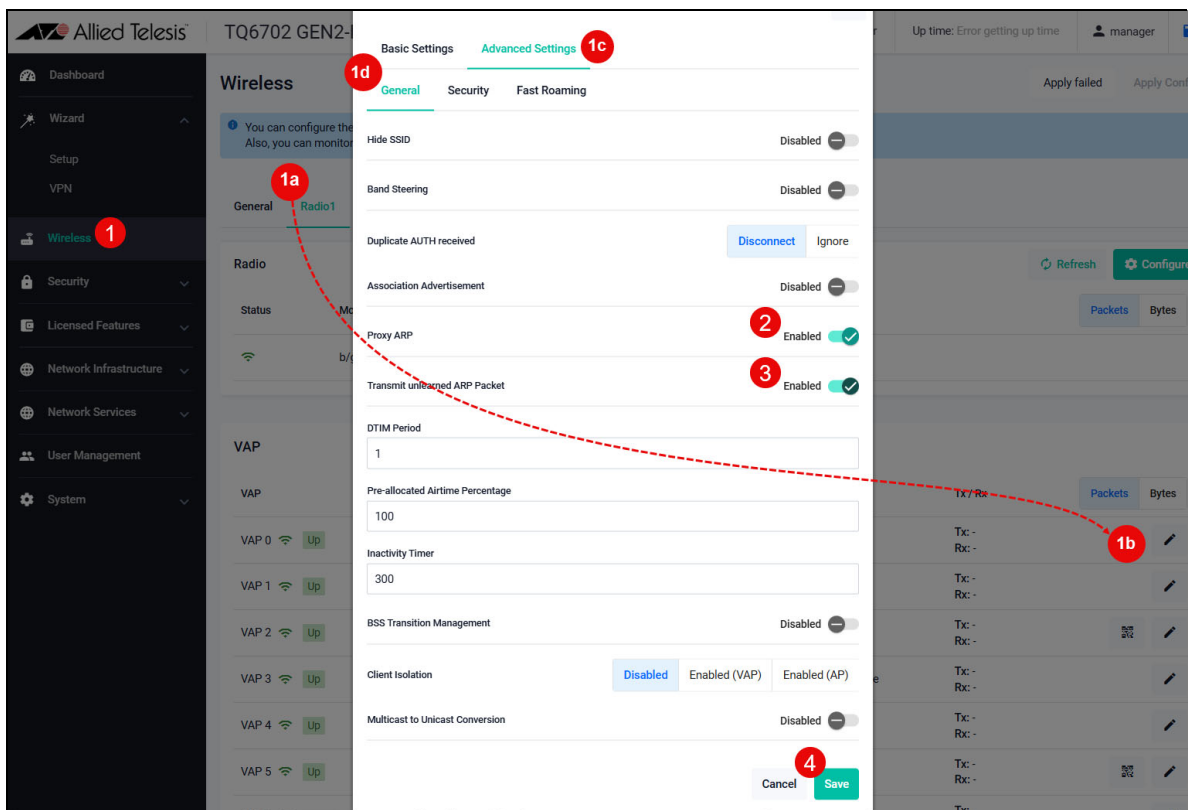 Allied Telesis
TQ6702 GEN2-
Up time: Error getting up time
manager
Basic Settings
Advanced Settings
1c
Dashboard
Wireless
Apply failed
Apply Conf
1d
General
Security
Fast Roaming
Wizard
You can configure the
Also, you can monitor
Hide SSID
Disabled
Setup
VPN
1a
Band Steering
Disabled
General
Radio1
Wireless
1
Duplicate AUTH received
Disconnect
Ignore
Radio
Refresh
Configure
Security
Association Advertisement
Disabled
Status
Mo
Packets
Bytes
Licensed Features
2
Proxy ARP
Enabled
b/g
Network Infrastructure
3
Transmit unlearned ARP Packet
Enabled
Network Services
DTIM Period
1
VAP
User Management
Pre-allocated Airtime Percentage
100
VAP
Tx / Rx
Packets
Bytes
System
VAP 0
Up
Tx: -
Rx: -
1b
Inactivity Timer
300
VAP 1
Up
Tx: -
Rx: -
BSS Transition Management
Disabled
VAP 2
Up
Tx: -
Rx: -
Client Isolation
Disabled
Enabled (VAP)
Enabled (AP)
VAP 3
Up
e
Tx: -
Rx: -
Multicast to Unicast Conversion
Disabled
VAP 4
Up
Tx: -
Rx: -
4
Cancel
Save
VAP 5
Up
Tx: -
Rx: -